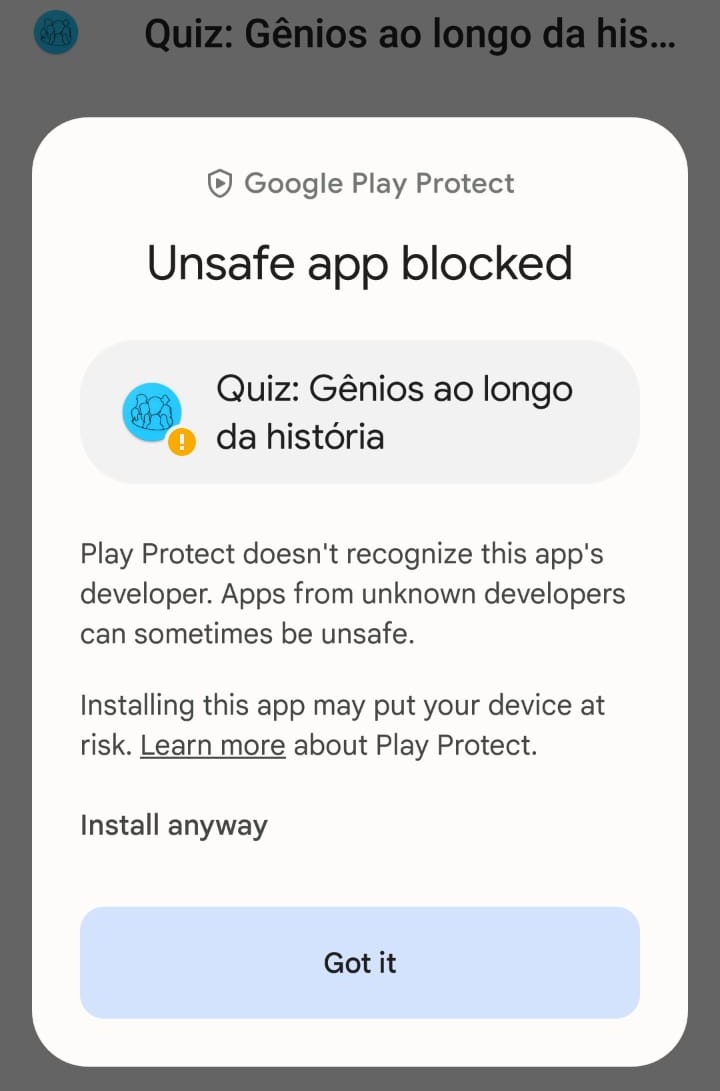 Quiz: Gênios ao longo da his...
Google Play Protect
Unsafe app blocked
Quiz: Gênios ao longo
da história
Play Protect doesn't recognize this app's
developer. Apps from unknown developers
can sometimes be unsafe.
Installing this app may put your device at
risk. Learn more about Play Protect.
Install anyway
Got it